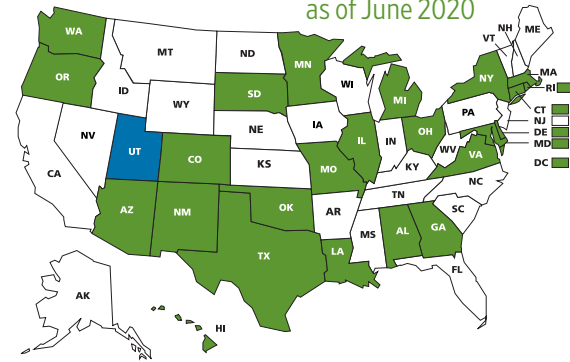 as of June 2020
NH
ME
VT
WA
MT
ND
MN
OR
ID
SD
WI
NY
MA
RI
WY
MI
CT
NJ
DE
MD
DC
PA
IA
NE
NV
UT
CO
IL
IN
OH
WV
VA
CA
KS
MO
KY
NC
TN
AZ
NM
OK
AR
SC
MS
AL
GA
TX
LA
FL
AK
HI